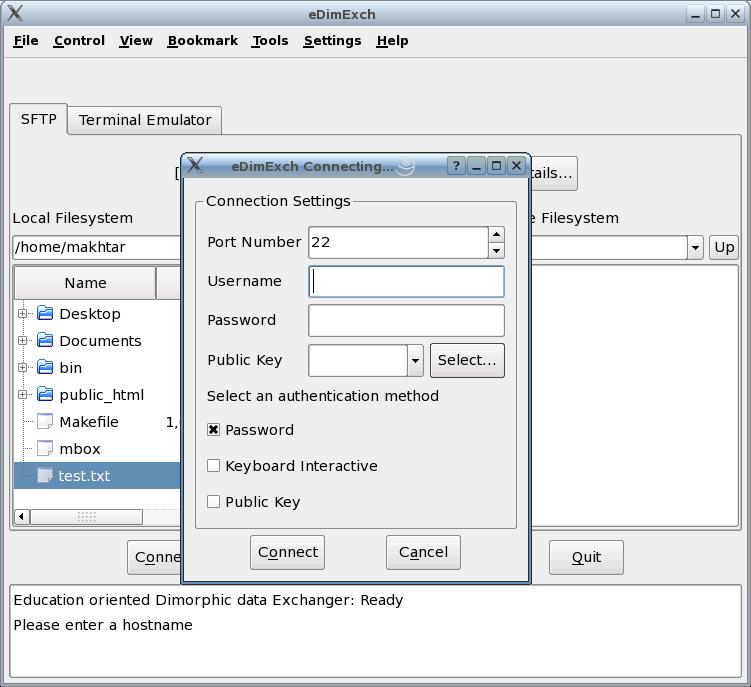 eDimExch
File Control View Bookmark Tools Settings Help
SFTP Terminal Emulator
eDimExch Connecting...
?
ails...
Local Filesystem
e Filesystem
/home/makhtar
Up
Name
Desktop
Documents
bin
public_html
Makefile 1,
mbox
test.txt
Connection Settings
Port Number 22
Username
Password
Public Key Select...
Select an authentication method
Password
Keyboard Interactive
Public Key
Connect Cancel
Conne Quit
Education oriented Dimorphic data Exchanger: Ready
Please enter a hostname